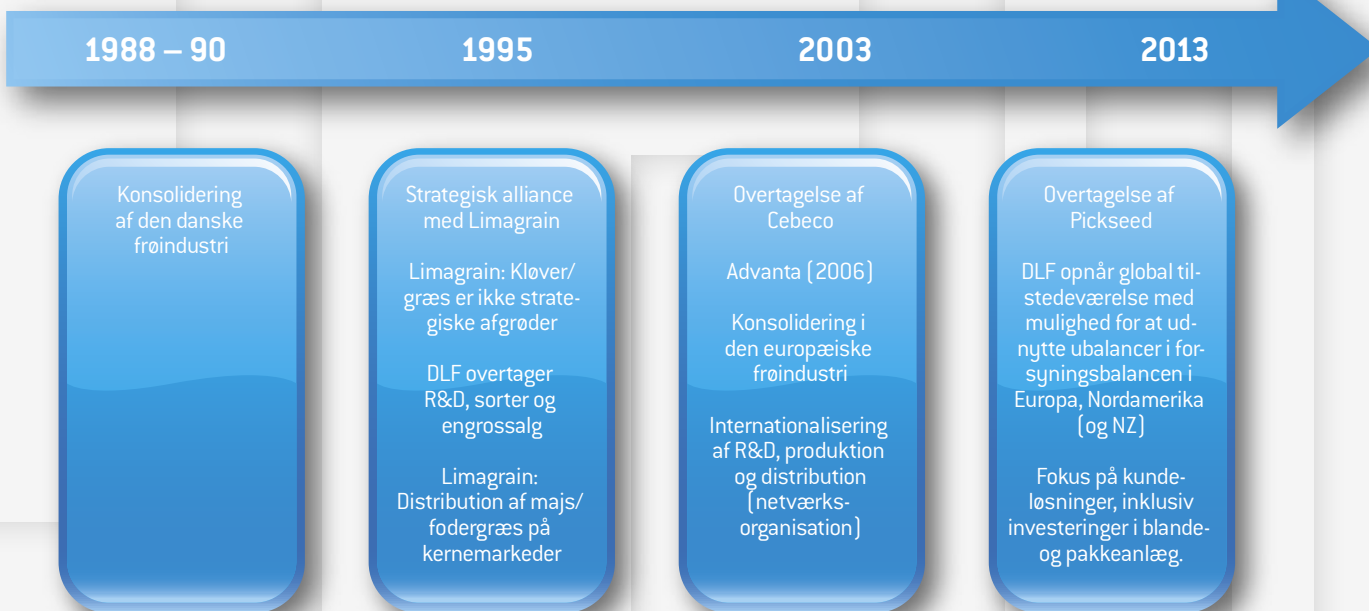 1988 – 90
1995
2003
2013
Konsolidering
af den danske
frøindustri
Strategisk alliance
med Limagrain
Limagrain: Kløver/
græs er ikke strate-
giske afgrøder
DLF overtager
R&D, sorter og
engrossalg
Limagrain:
Distribution af majs/
fodergræs på
kernemarkeder
Overtagelse af
Cebeco
Advanta (2006)
Konsolidering i
den europæiske
frøindustri
Internationalisering
af R&D, produktion
og distribution
(netværks-
organisation)
Overtagelse af
Pickseed
DLF opnår global til-
stedeværelse med
mulighed for at ud-
nytte ubalancer i for-
syningsbalancen i
Europa, Nordamerika
(og NZ)
Fokus på kunde-
løsninger, inklusiv
investeringer i blande-
og pakkeanlæg.